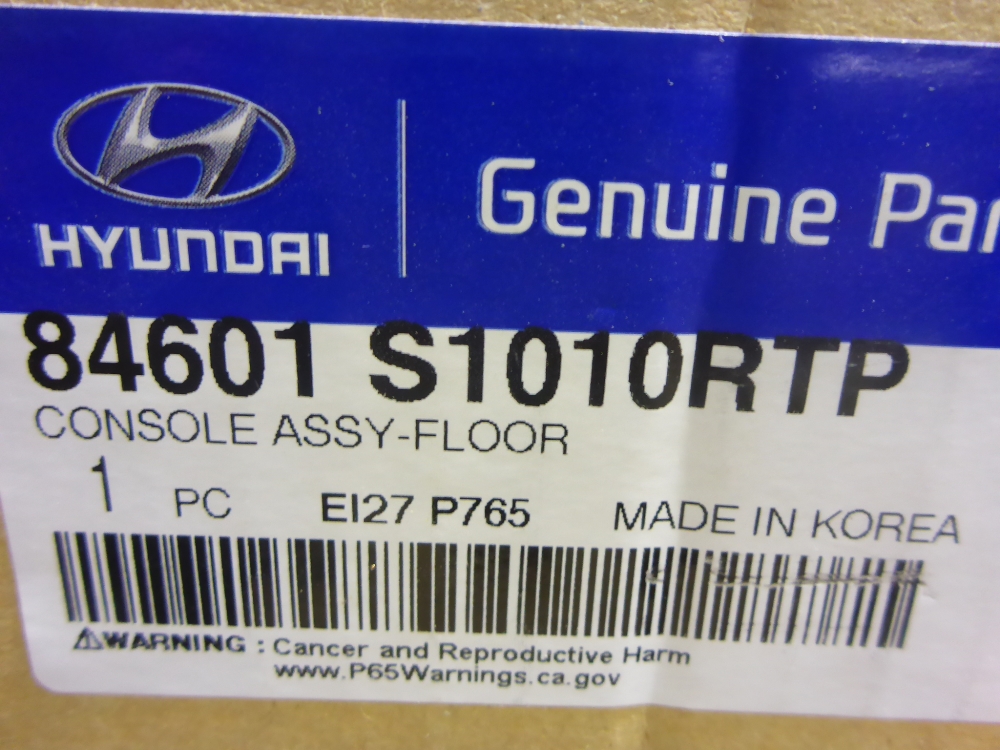 HYUNDAI
Genuine Par
84601 S1010RTP
CONSOLE ASSY-FLOOR
1 PC EI27 P765 MADE IN KOREA
⚠WARNING : Cancer and Reproductive Harm
www.P65Warnings.ca.gov